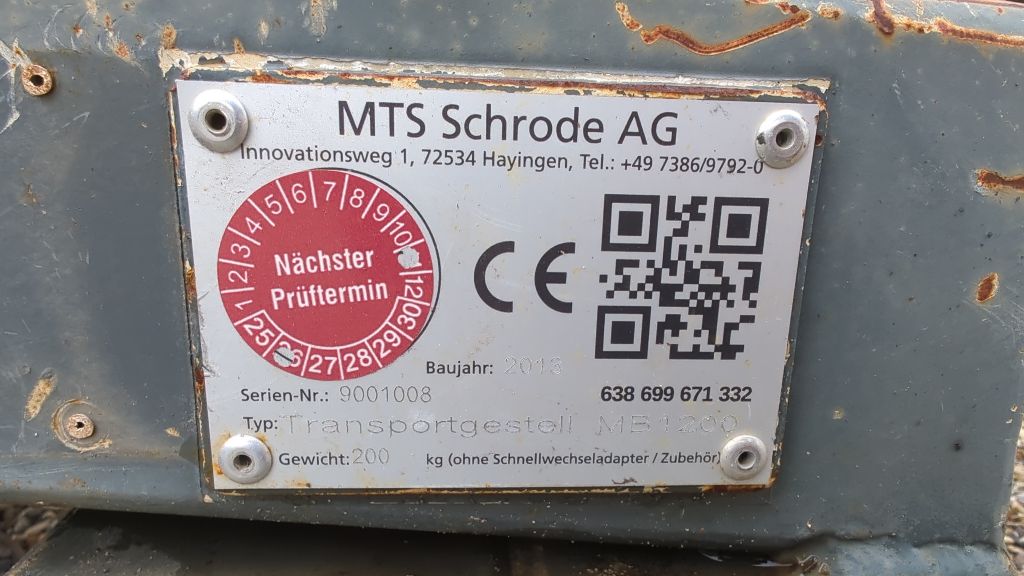 MTS Schrode AG
Innovationsweg 1, 72534 Hayingen, Tel.: +49 7386/9792-0
1 2 3 4 5 6 7 8 9 10 12
Nächster
Prüftermin
25 26 27 28 29 30
CE
Baujahr: 2013
Serien-Nr.: 9001008
638 699 671 332
Typ: Transportgestell MB1200
Gewicht: 200 kg (ohne Schnellwechseladapter / Zubehör)